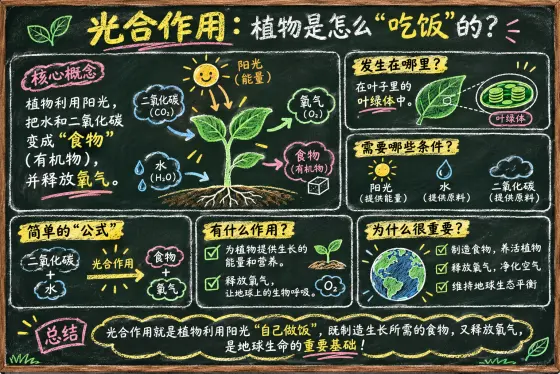 光合作用：植物是怎么“吃饭”的？
核心概念
植物利用阳光，
把水和二氧化碳
变成“食物”
（有机物），
并释放氧气。
阳光
（能量）
二氧化碳
（CO₂）
氧气
（O₂）
水
（H₂O）
食物
（有机物）
发生在哪里？
在叶子里的
叶绿体中。
叶绿体
需要哪些条件？
阳光
（提供能量）
水
（提供原料）
二氧化碳
（提供原料）
简单的“公式”
二氧化碳
+
水
光合作用
食物
+
氧气
有什么作用？
为植物提供生长的
能量和营养。
释放氧气，
让地球上的生物呼吸。
O₂
为什么很重要？
制造食物，养活植物
释放氧气，净化空气
维持地球生态平衡
总结
光合作用就是植物利用阳光“自己做饭”，既制造生长所需的食物，又释放氧气，
是地球生命的重要基础！